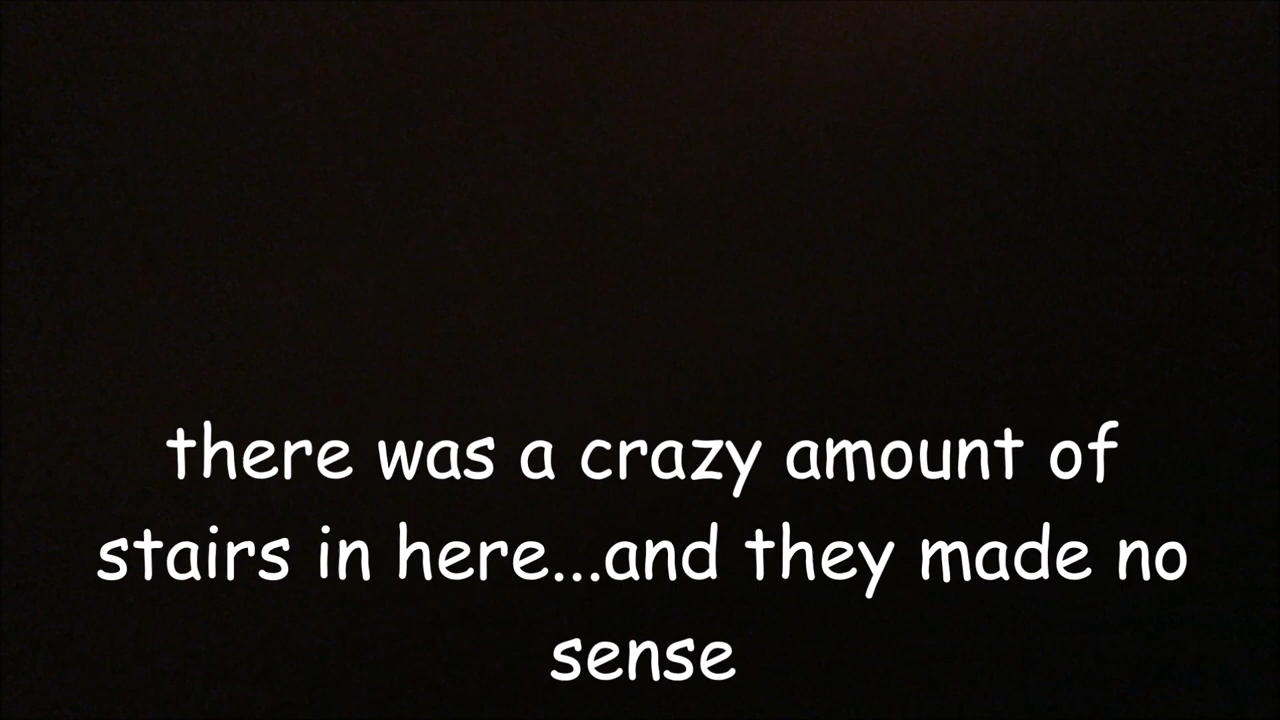 there was a crazy amount of
stairs in here...and they made no
sense